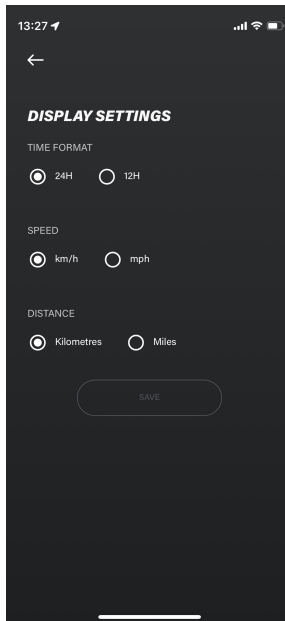 13:27
DISPLAY SETTINGS
TIME FORMAT
24H 12H
SPEED
km/h mph
DISTANCE
Kilometres Miles
SAVE